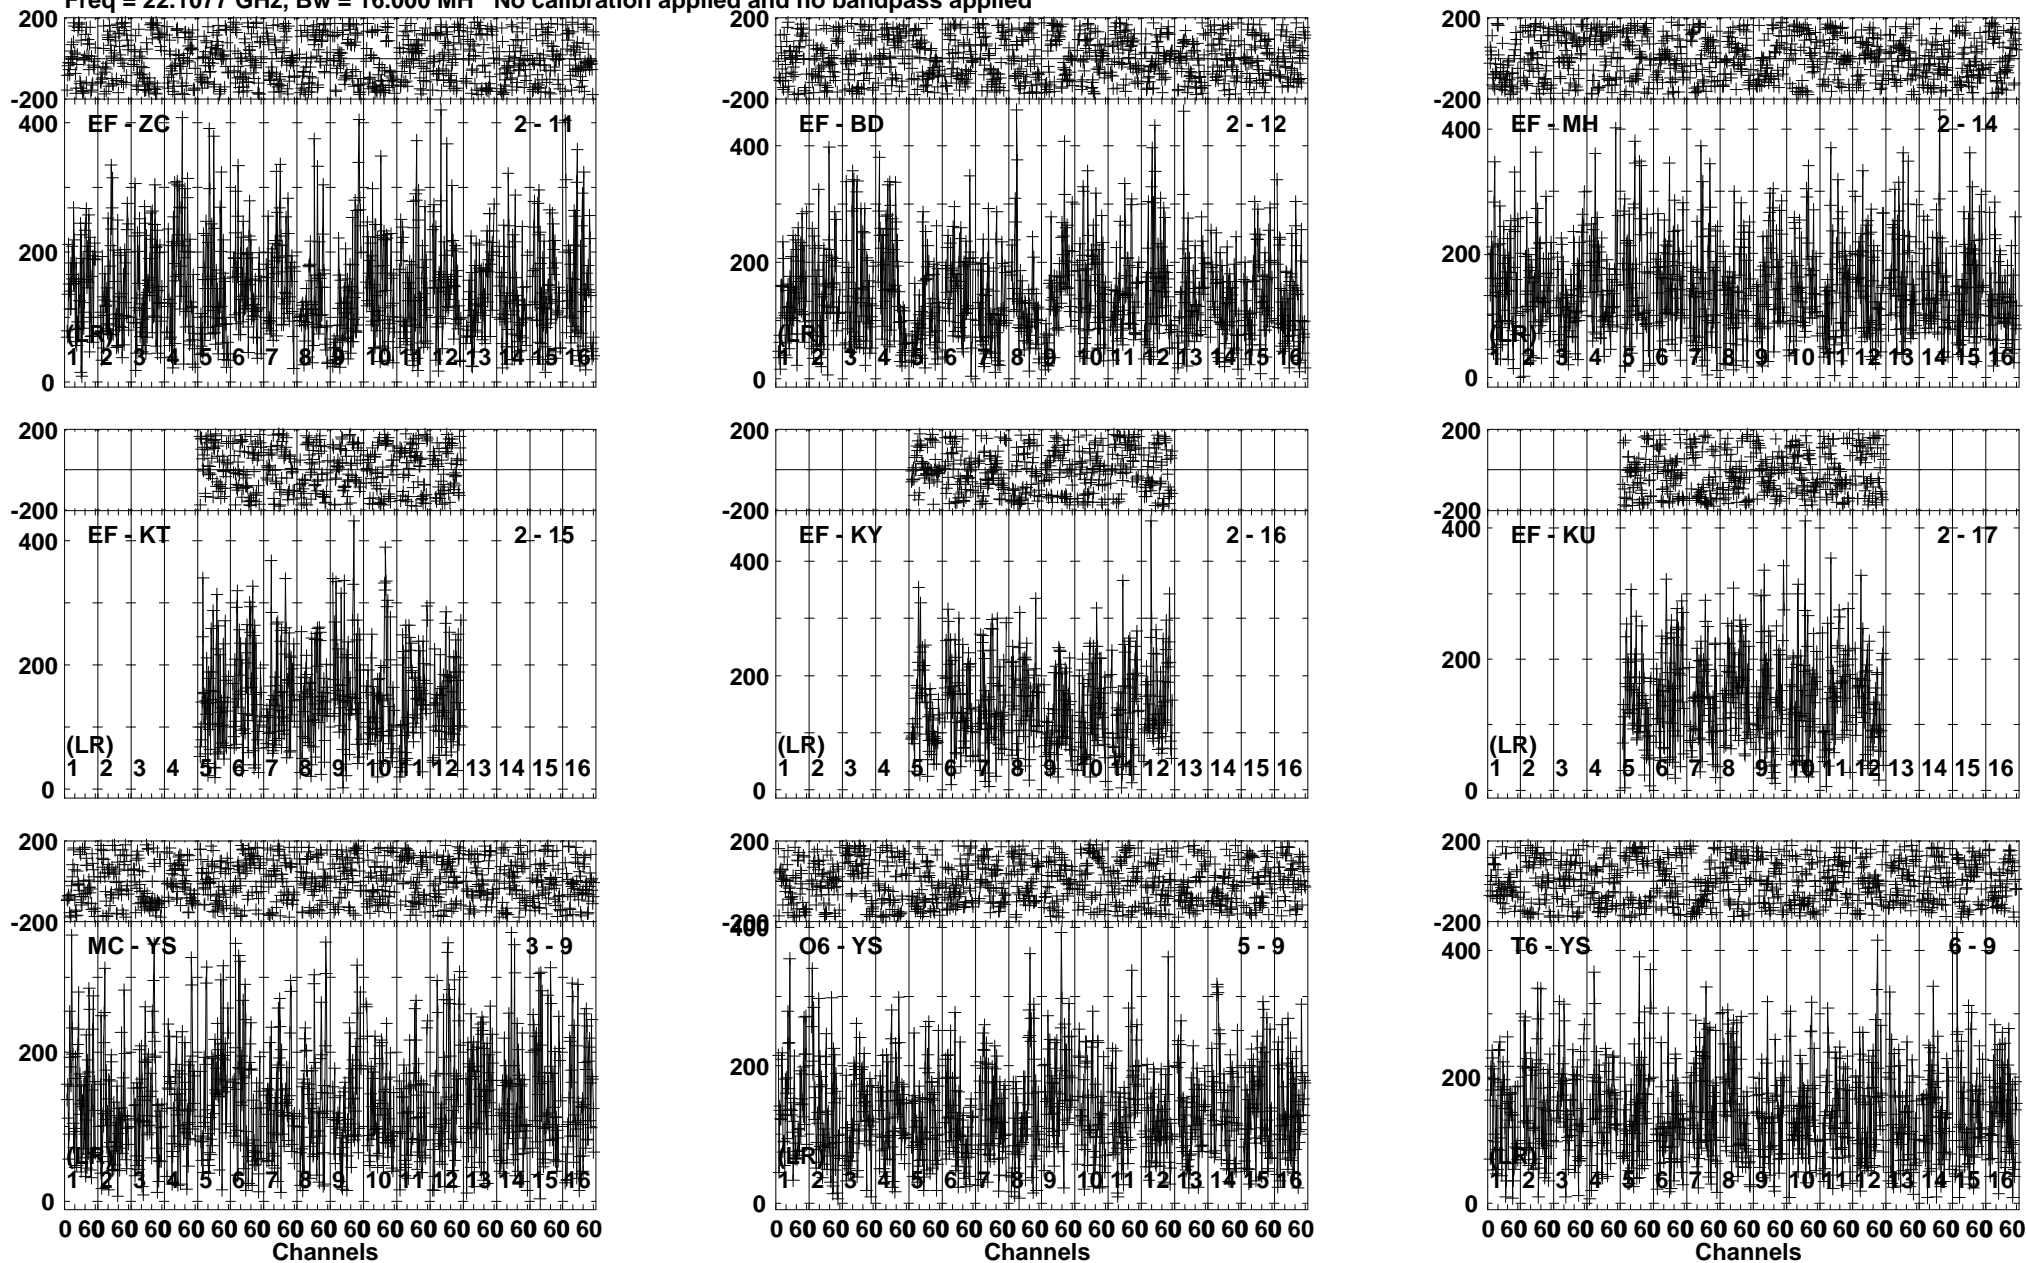 Freq = 22.1077 GHz, Bw = 16.000 MH No calibration applied and no bandpass applied
200
-200
EF - ZC 2 - 11
400
200
0
(LR)
1 2 3 4 5 6 7 8 9 10 11 12 13 14 15 16
200
-200
EF - BD 2 - 12
400
200
0
(LR)
1 2 3 4 5 6 7 8 9 10 11 12 13 14 15 16
200
-200
EF - MH 2 - 14
400
200
0
(LR)
1 2 3 4 5 6 7 8 9 10 11 12 13 14 15 16
200
-200
EF - KT 2 - 15
400
200
0
(LR)
1 2 3 4 5 6 7 8 9 10 11 12 13 14 15 16
200
-200
EF - KY 2 - 16
400
200
0
(LR)
1 2 3 4 5 6 7 8 9 10 11 12 13 14 15 16
200
-200
EF - KU 2 - 17
400
200
0
(LR)
1 2 3 4 5 6 7 8 9 10 11 12 13 14 15 16
200
-200
MC - YS 3 - 9
200
0
(LR)
1 2 3 4 5 6 7 8 9 10 11 12 13 14 15 16
0 60 60 60 60 60 60 60 60 60 60 60 60 60 60 60 60
Channels
200
-200
400
O6 - YS 5 - 9
200
0
(LR)
1 2 3 4 5 6 7 8 9 10 11 12 13 14 15 16
0 60 60 60 60 60 60 60 60 60 60 60 60 60 60 60 60
Channels
200
-200
T6 - YS 6 - 9
400
200
0
(LR)
1 2 3 4 5 6 7 8 9 10 11 12 13 14 15 16
0 60 60 60 60 60 60 60 60 60 60 60 60 60 60 60 60
Channels